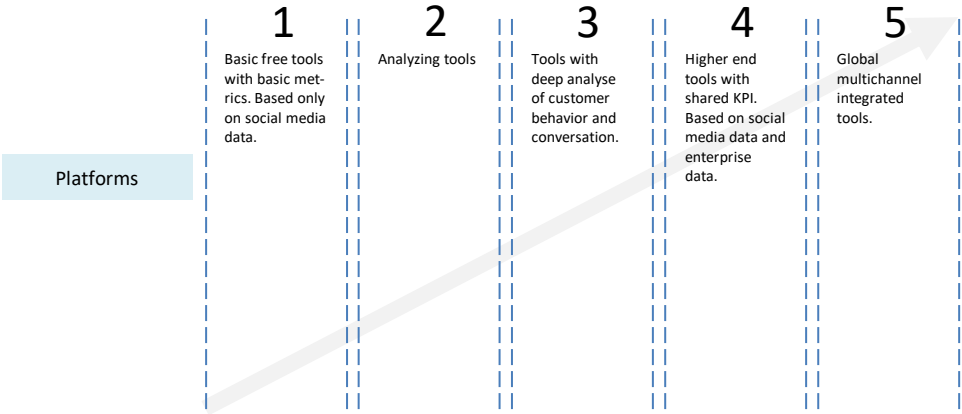 1
Basic free tools
with basic met-
rics. Based only
on social media
data.
2
Analyzing tools
3
Tools with
deep analyse
of customer
behavior and
conversation.
4
Higher end
tools with
shared KPI.
Based on social
media data and
enterprise
data.
5
Global
multichannel
integrated
tools.
Platforms